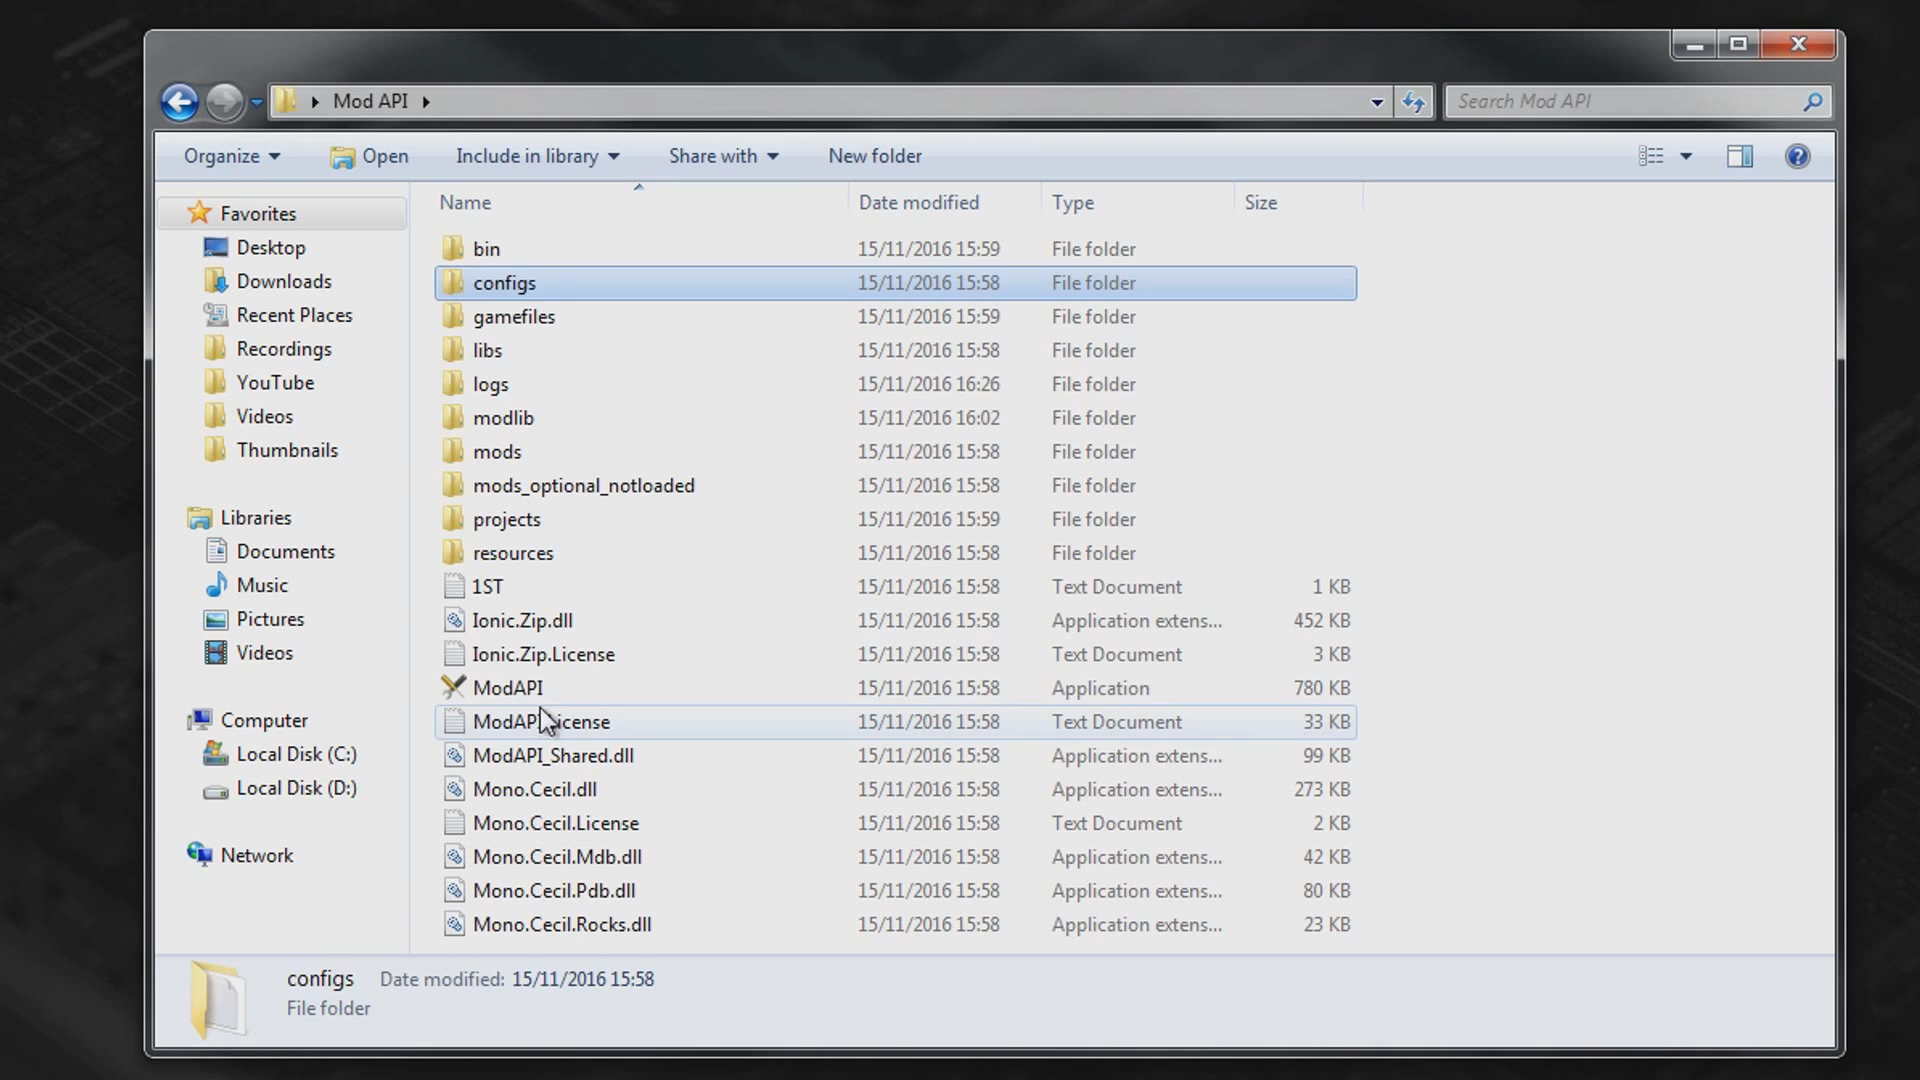 Mod API
Search Mod API
Organize Open Include in library Share with New folder
Name Date modified Type Size
Favorites
Desktop
Downloads
Recent Places
Recordings
YouTube
Videos
Thumbnails
Libraries
Documents
Music
Pictures
Videos
Computer
Local Disk (C:)
Local Disk (D:)
Network
bin 15/11/2016 15:59 File folder
configs 15/11/2016 15:58 File folder
gamefiles 15/11/2016 15:59 File folder
libs 15/11/2016 15:58 File folder
logs 15/11/2016 16:26 File folder
modlib 15/11/2016 16:02 File folder
mods 15/11/2016 15:58 File folder
mods_optional_notloaded 15/11/2016 15:58 File folder
projects 15/11/2016 15:59 File folder
resources 15/11/2016 15:58 File folder
1ST 15/11/2016 15:58 Text Document 1 KB
Ionic.Zip.dll 15/11/2016 15:58 Application extens... 452 KB
Ionic.Zip.License 15/11/2016 15:58 Text Document 3 KB
ModAPI 15/11/2016 15:58 Application 780 KB
ModAPI.License 15/11/2016 15:58 Text Document 33 KB
ModAPI_Shared.dll 15/11/2016 15:58 Application extens... 99 KB
Mono.Cecil.dll 15/11/2016 15:58 Application extens... 273 KB
Mono.Cecil.License 15/11/2016 15:58 Text Document 2 KB
Mono.Cecil.Mdb.dll 15/11/2016 15:58 Application extens... 42 KB
Mono.Cecil.Pdb.dll 15/11/2016 15:58 Application extens... 80 KB
Mono.Cecil.Rocks.dll 15/11/2016 15:58 Application extens... 23 KB
configs Date modified: 15/11/2016 15:58
File folder